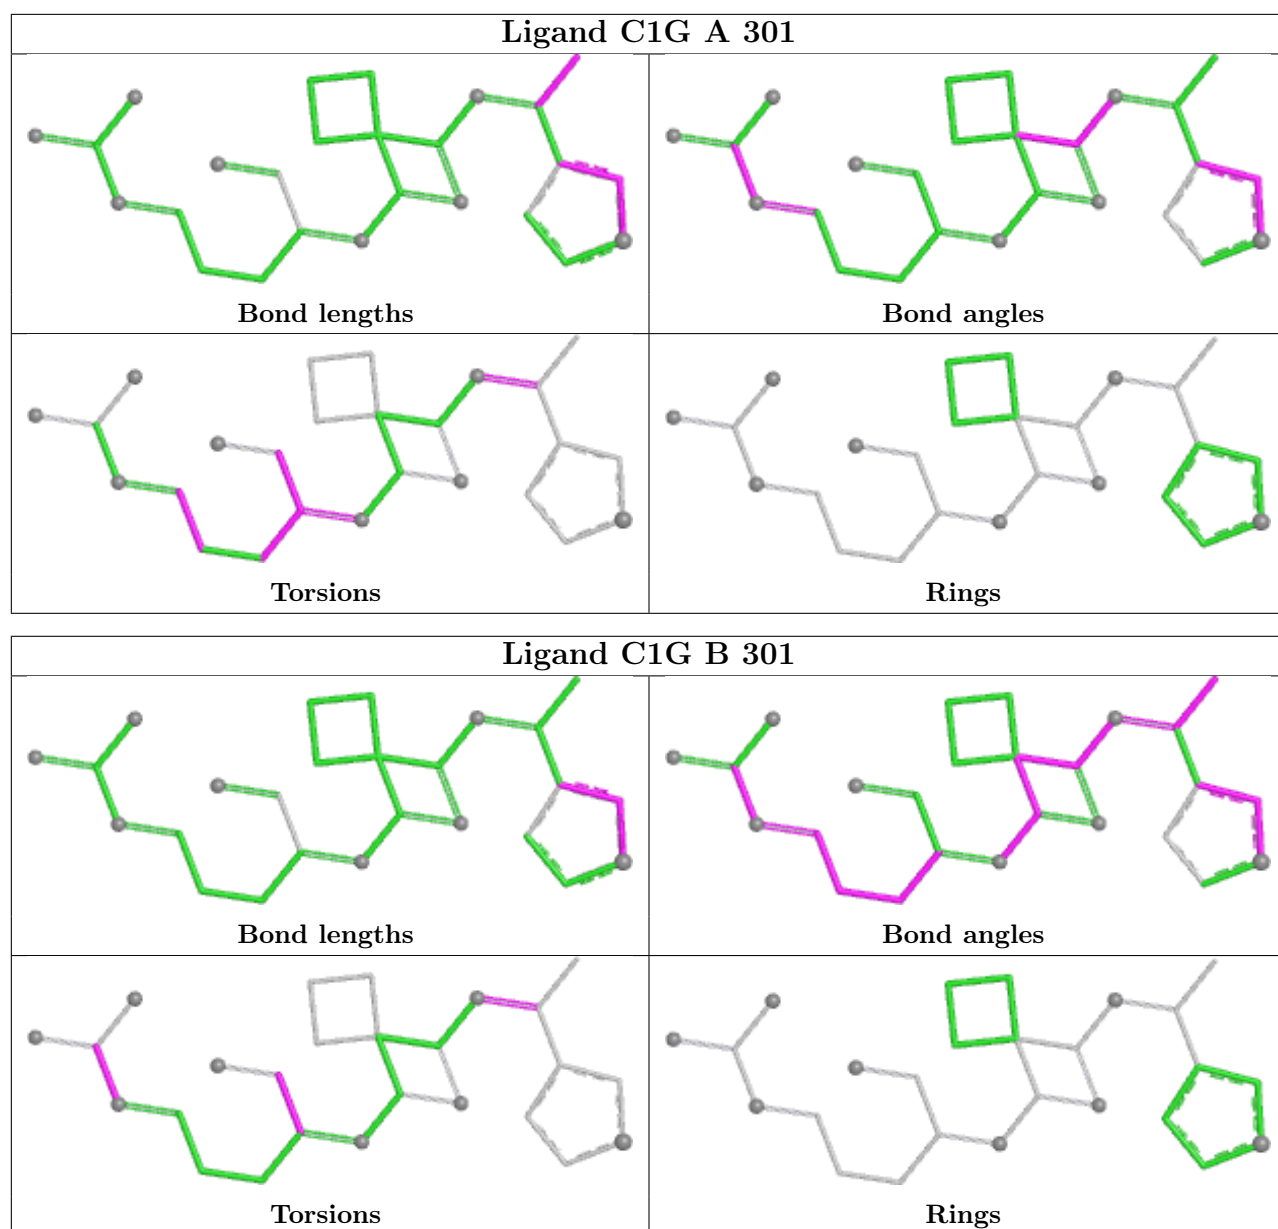 Ligand C1G A 301
Bond lengths
Bond angles
Torsions
Rings
Ligand C1G B 301
Bond lengths
Bond angles
Torsions
Rings